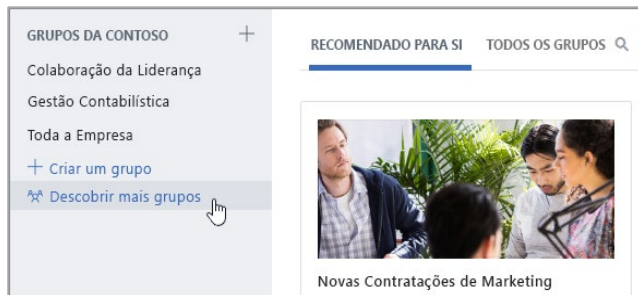 GRUPOS DA CONTOSO
Colaboração da Liderança
Gestão Contabilística
Toda a Empresa
Criar um grupo
Descobrir mais grupos
RECOMENDADO PARA SI TODOS OS GRUPOS
Novas Contratações de Marketing